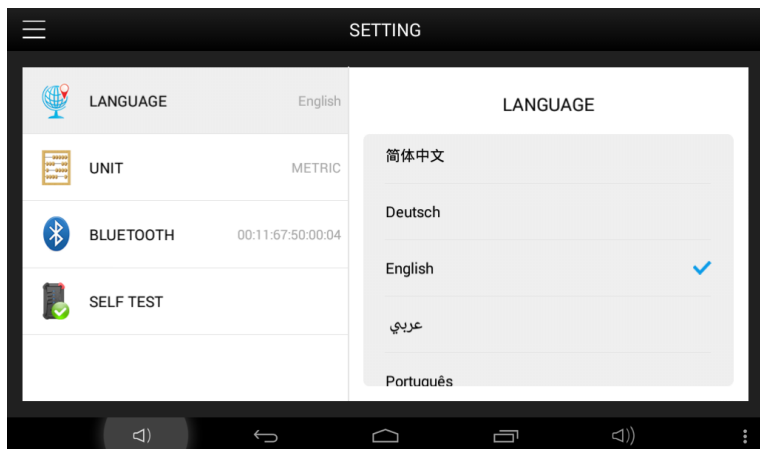 SETTING
LANGUAGE English
UNIT METRIC
BLUETOOTH 00:11:67:50:00:04
SELF TEST
LANGUAGE
简体中文
Deutsch
English
عربي
Português